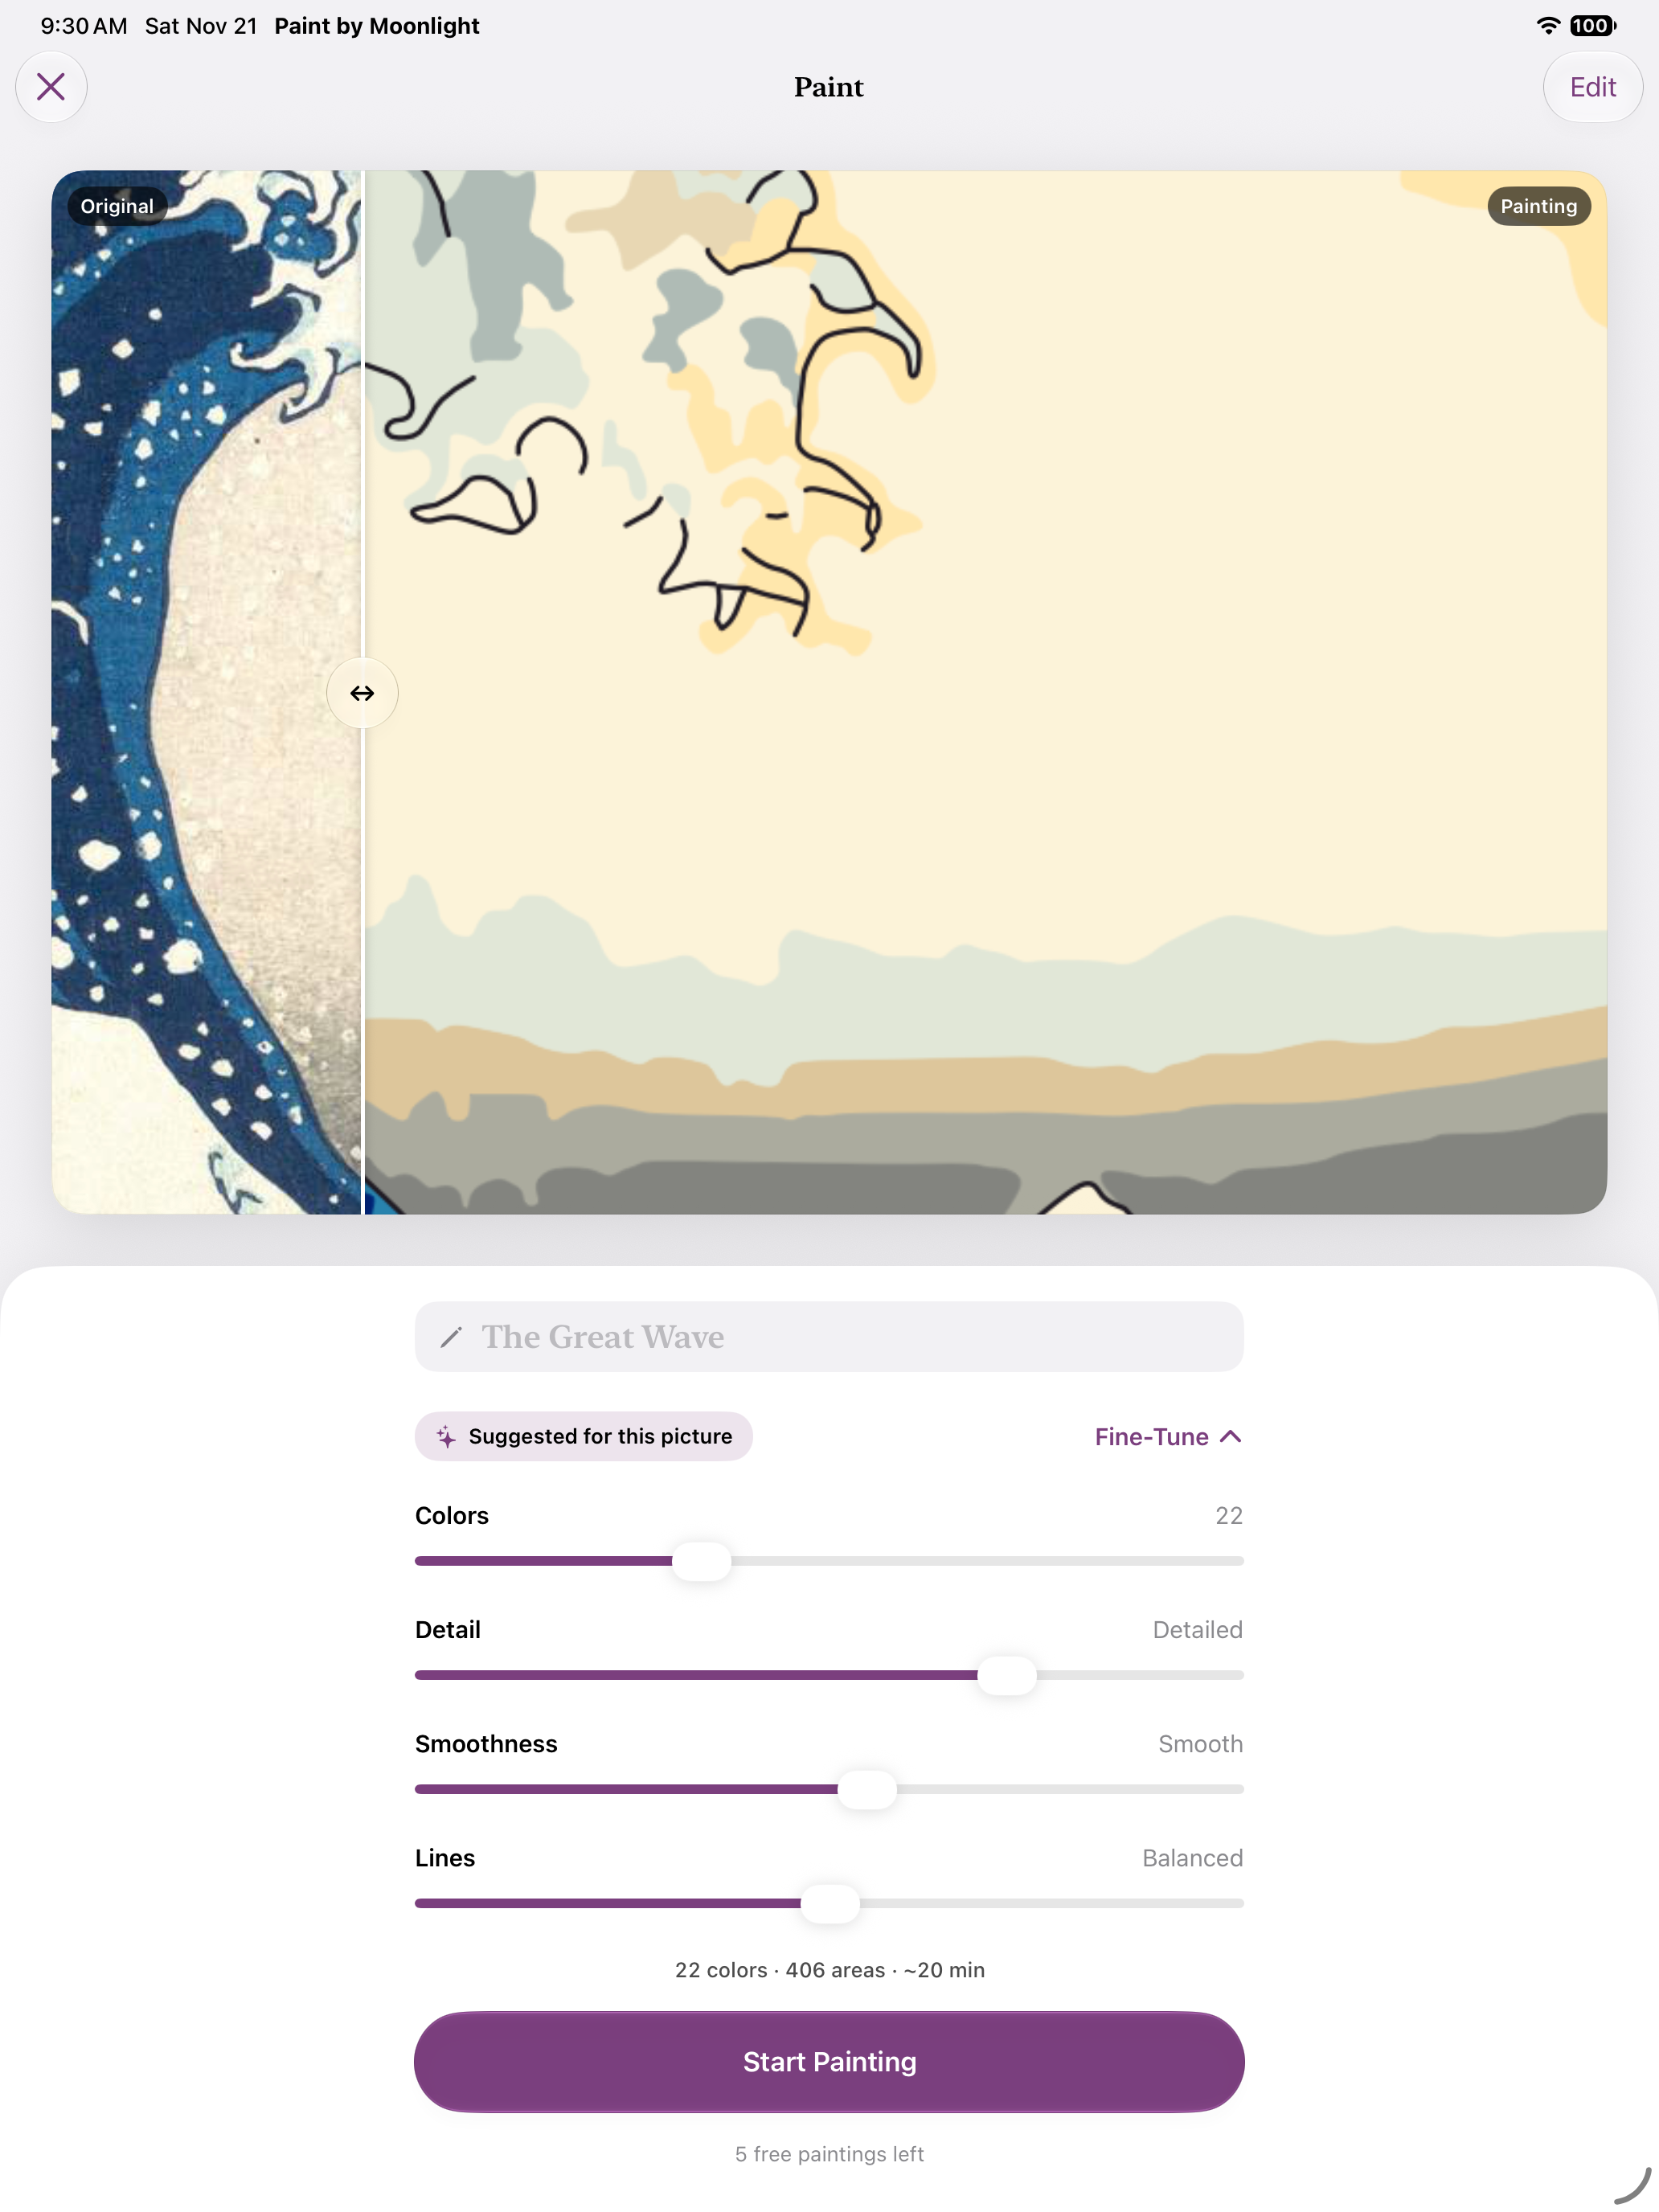 9:30 AM Sat Nov 21 Paint by Moonlight 100
Paint
Edit
Original
Painting
The Great Wave
Suggested for this picture
Fine-Tune
Colors 22
Detail Detailed
Smoothness Smooth
Lines Balanced
22 colors · 406 areas · ~20 min
Start Painting
5 free paintings left